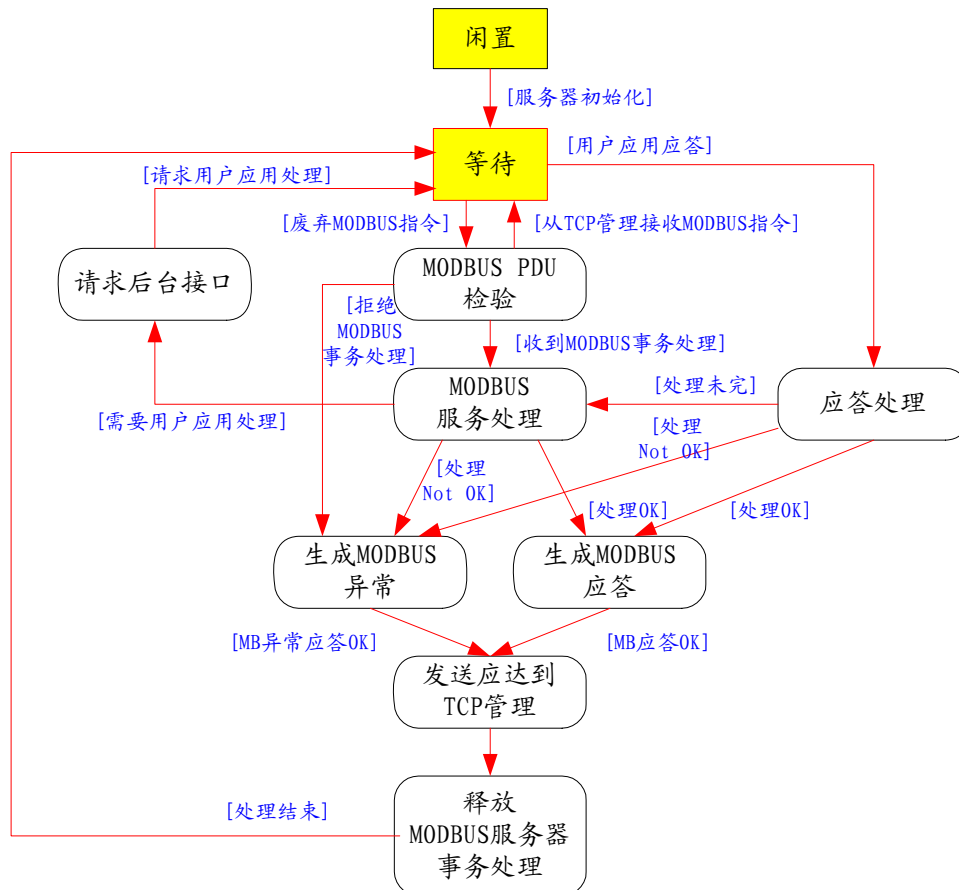 闲置
[服务器初始化]
等待
[用户应用应答]
[请求用户应用处理]
[废弃MODBUS指令]
[从TCP管理接收MODBUS指令]
请求后台接口
MODBUS PDU
检验
[拒绝
MODBUS
事务处理]
[收到MODBUS事务处理]
MODBUS
服务处理
[处理未完]
应答处理
[需要用户应用处理]
[处理
Not OK]
[处理
Not OK]
[处理OK]
[处理OK]
生成MODBUS
异常
生成MODBUS
应答
[MB异常应答OK]
[MB应答OK]
发送应达到
TCP管理
[处理结束]
释放
MODBUS服务器
事务处理